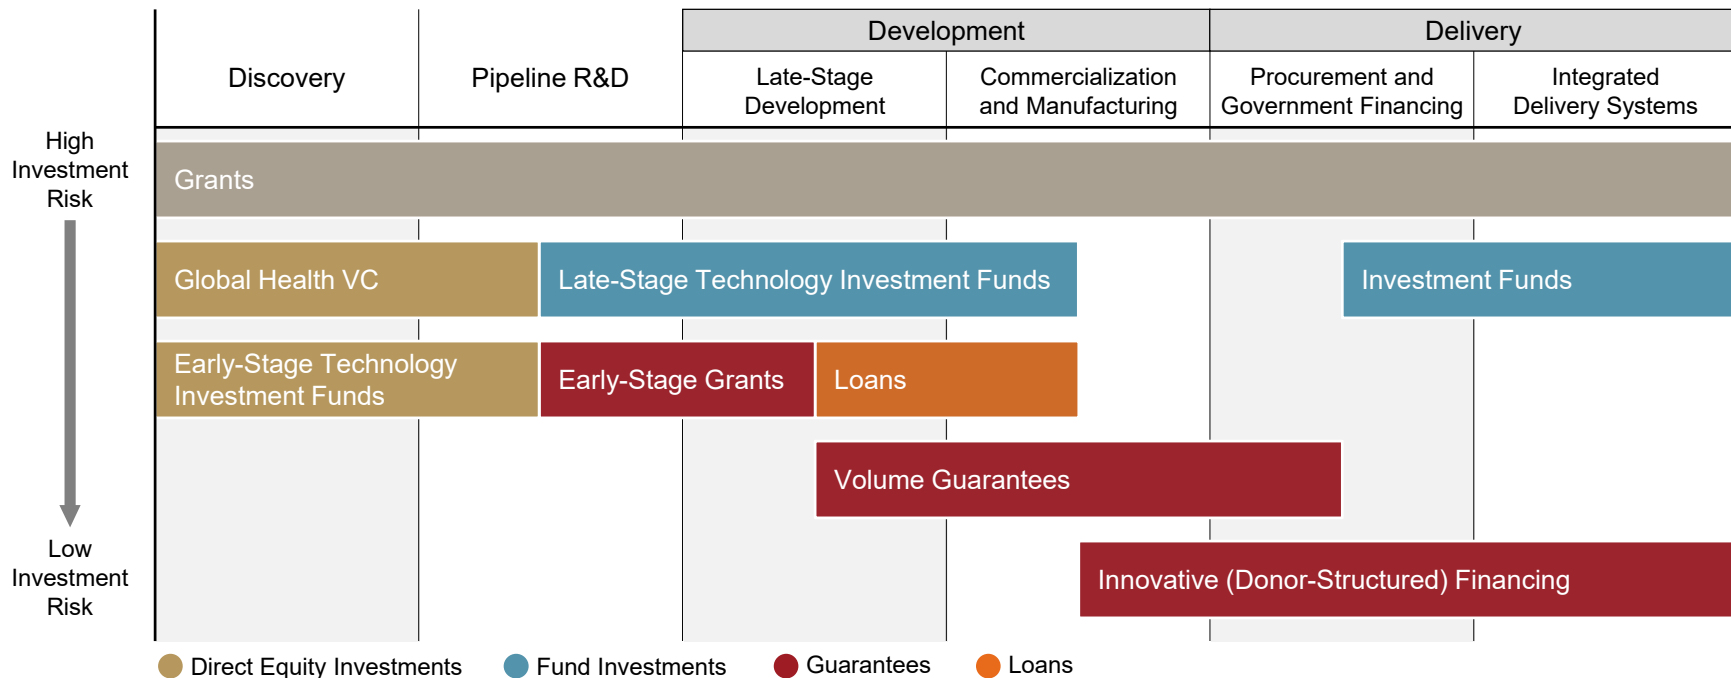 Development
Delivery
Discovery
Pipeline R&D
Late-Stage
Development
Commercialization
and Manufacturing
Procurement and
Government Financing
Integrated
Delivery Systems
High
Investment
Risk
Grants
Global Health VC
Late-Stage Technology Investment Funds
Investment Funds
Early-Stage Technology
Investment Funds
Early-Stage Grants
Loans
Volume Guarantees
Low
Investment
Risk
Innovative (Donor-Structured) Financing
Direct Equity Investments
Fund Investments
Guarantees
Loans